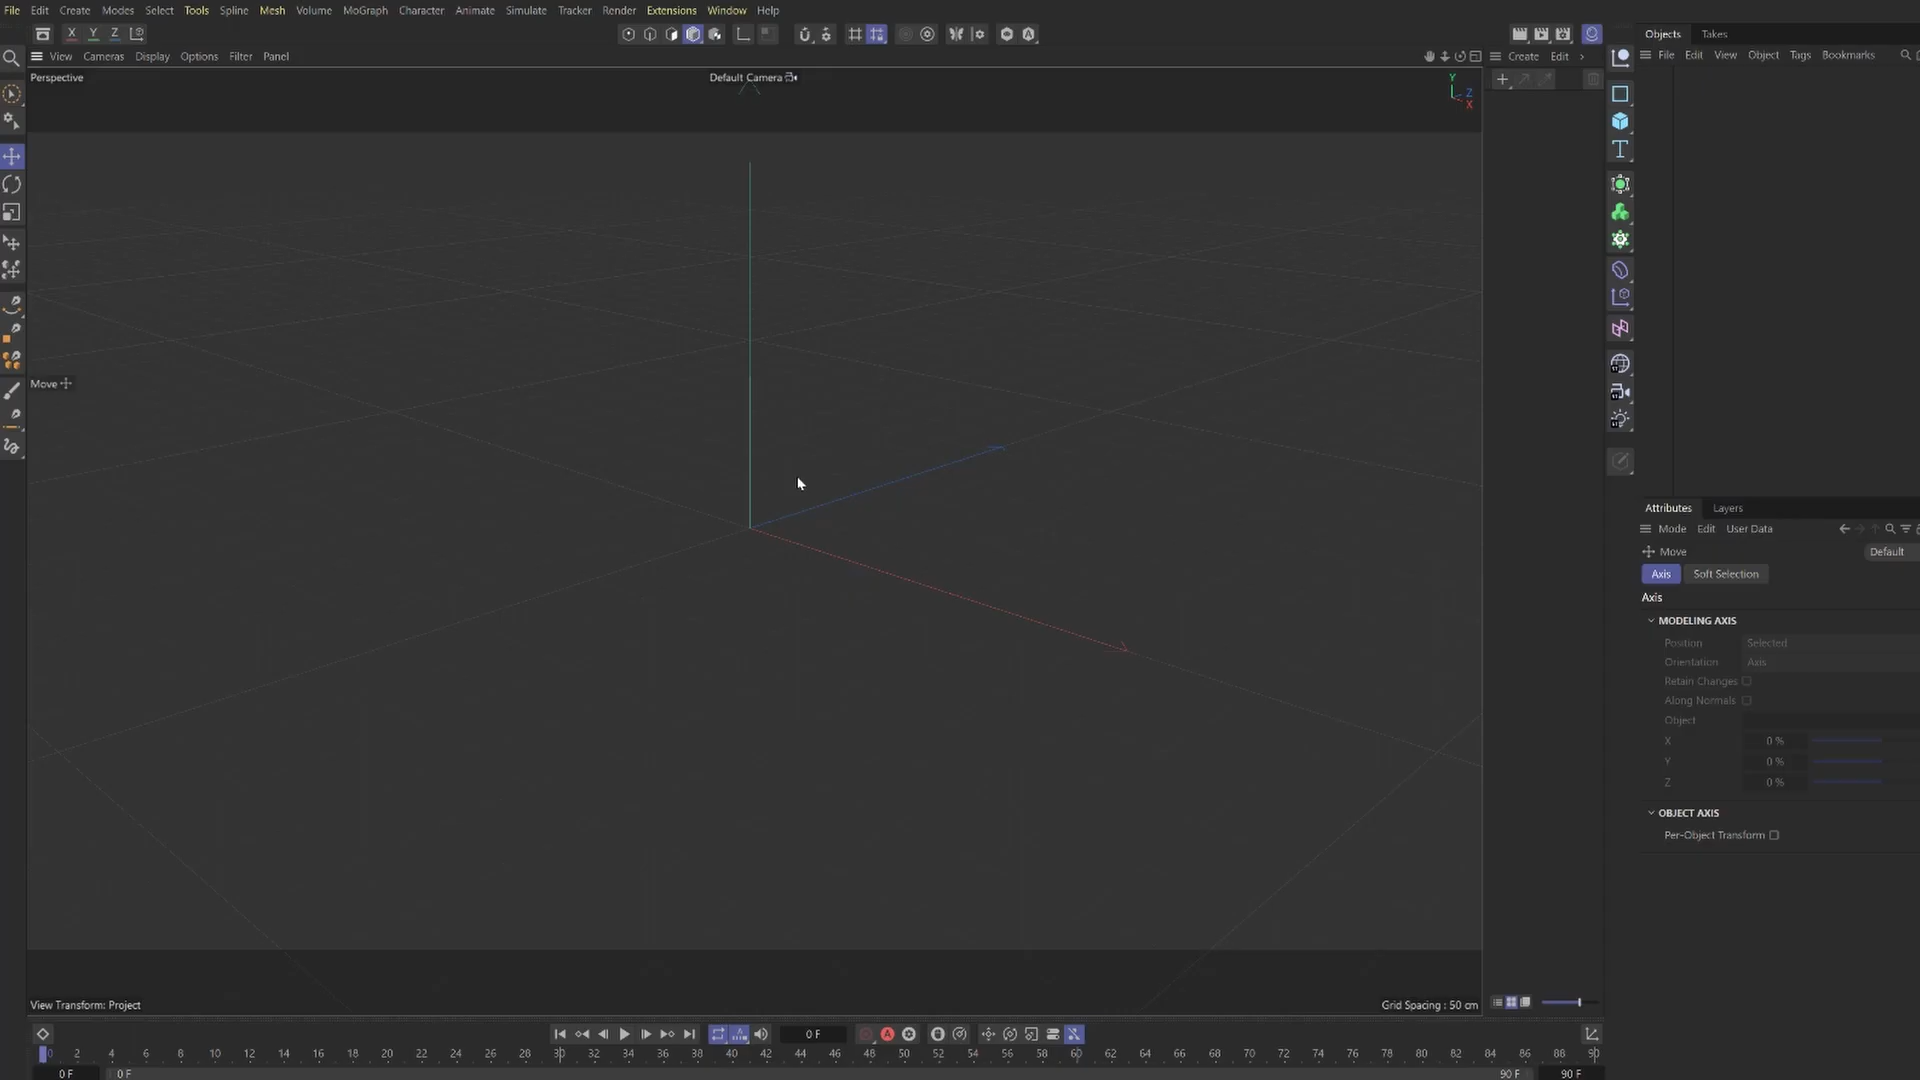 File Edit Create Modes Select Tools Spline Mesh Volume MoGraph Character Animate Simulate Tracker Render Extensions Window Help
X Y Z
Objects Takes
View Cameras Display Options Filter Panel
Create Edit
File Edit View Object Tags Bookmarks
Perspective
Default Camera
Y
Z
X
Move
Attributes Layers
Mode Edit User Data
Move
Default
Axis Soft Selection
Axis
MODELING AXIS
Position Selected
Orientation Axis
Retain Changes
Along Normals
Object
X 0 %
Y 0 %
Z 0 %
OBJECT AXIS
Per-Object Transform
View Transform: Project
Grid Spacing : 50 cm
0 F
0 2 4 6 8 10 12 14 16 18 20 22 24 26 28 30 32 34 36 38 40 42 44 46 48 50 52 54 56 58 60 62 64 66 68 70 72 74 76 78 80 82 84 86 88 90
0 F 0 F 90 F 90 F